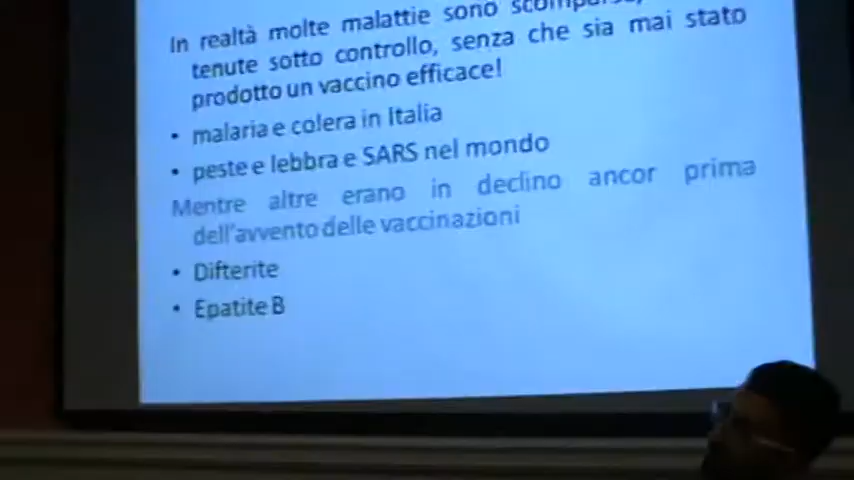 In realtà molte malattie sono scomparse,
tenute sotto controllo, senza che sia mai stato
prodotto un vaccino efficace!
• malaria e colera in Italia
• peste e lebbra e SARS nel mondo
Mentre altre erano in declino ancor prima
dell'avvento delle vaccinazioni
• Difterite
• Epatite B